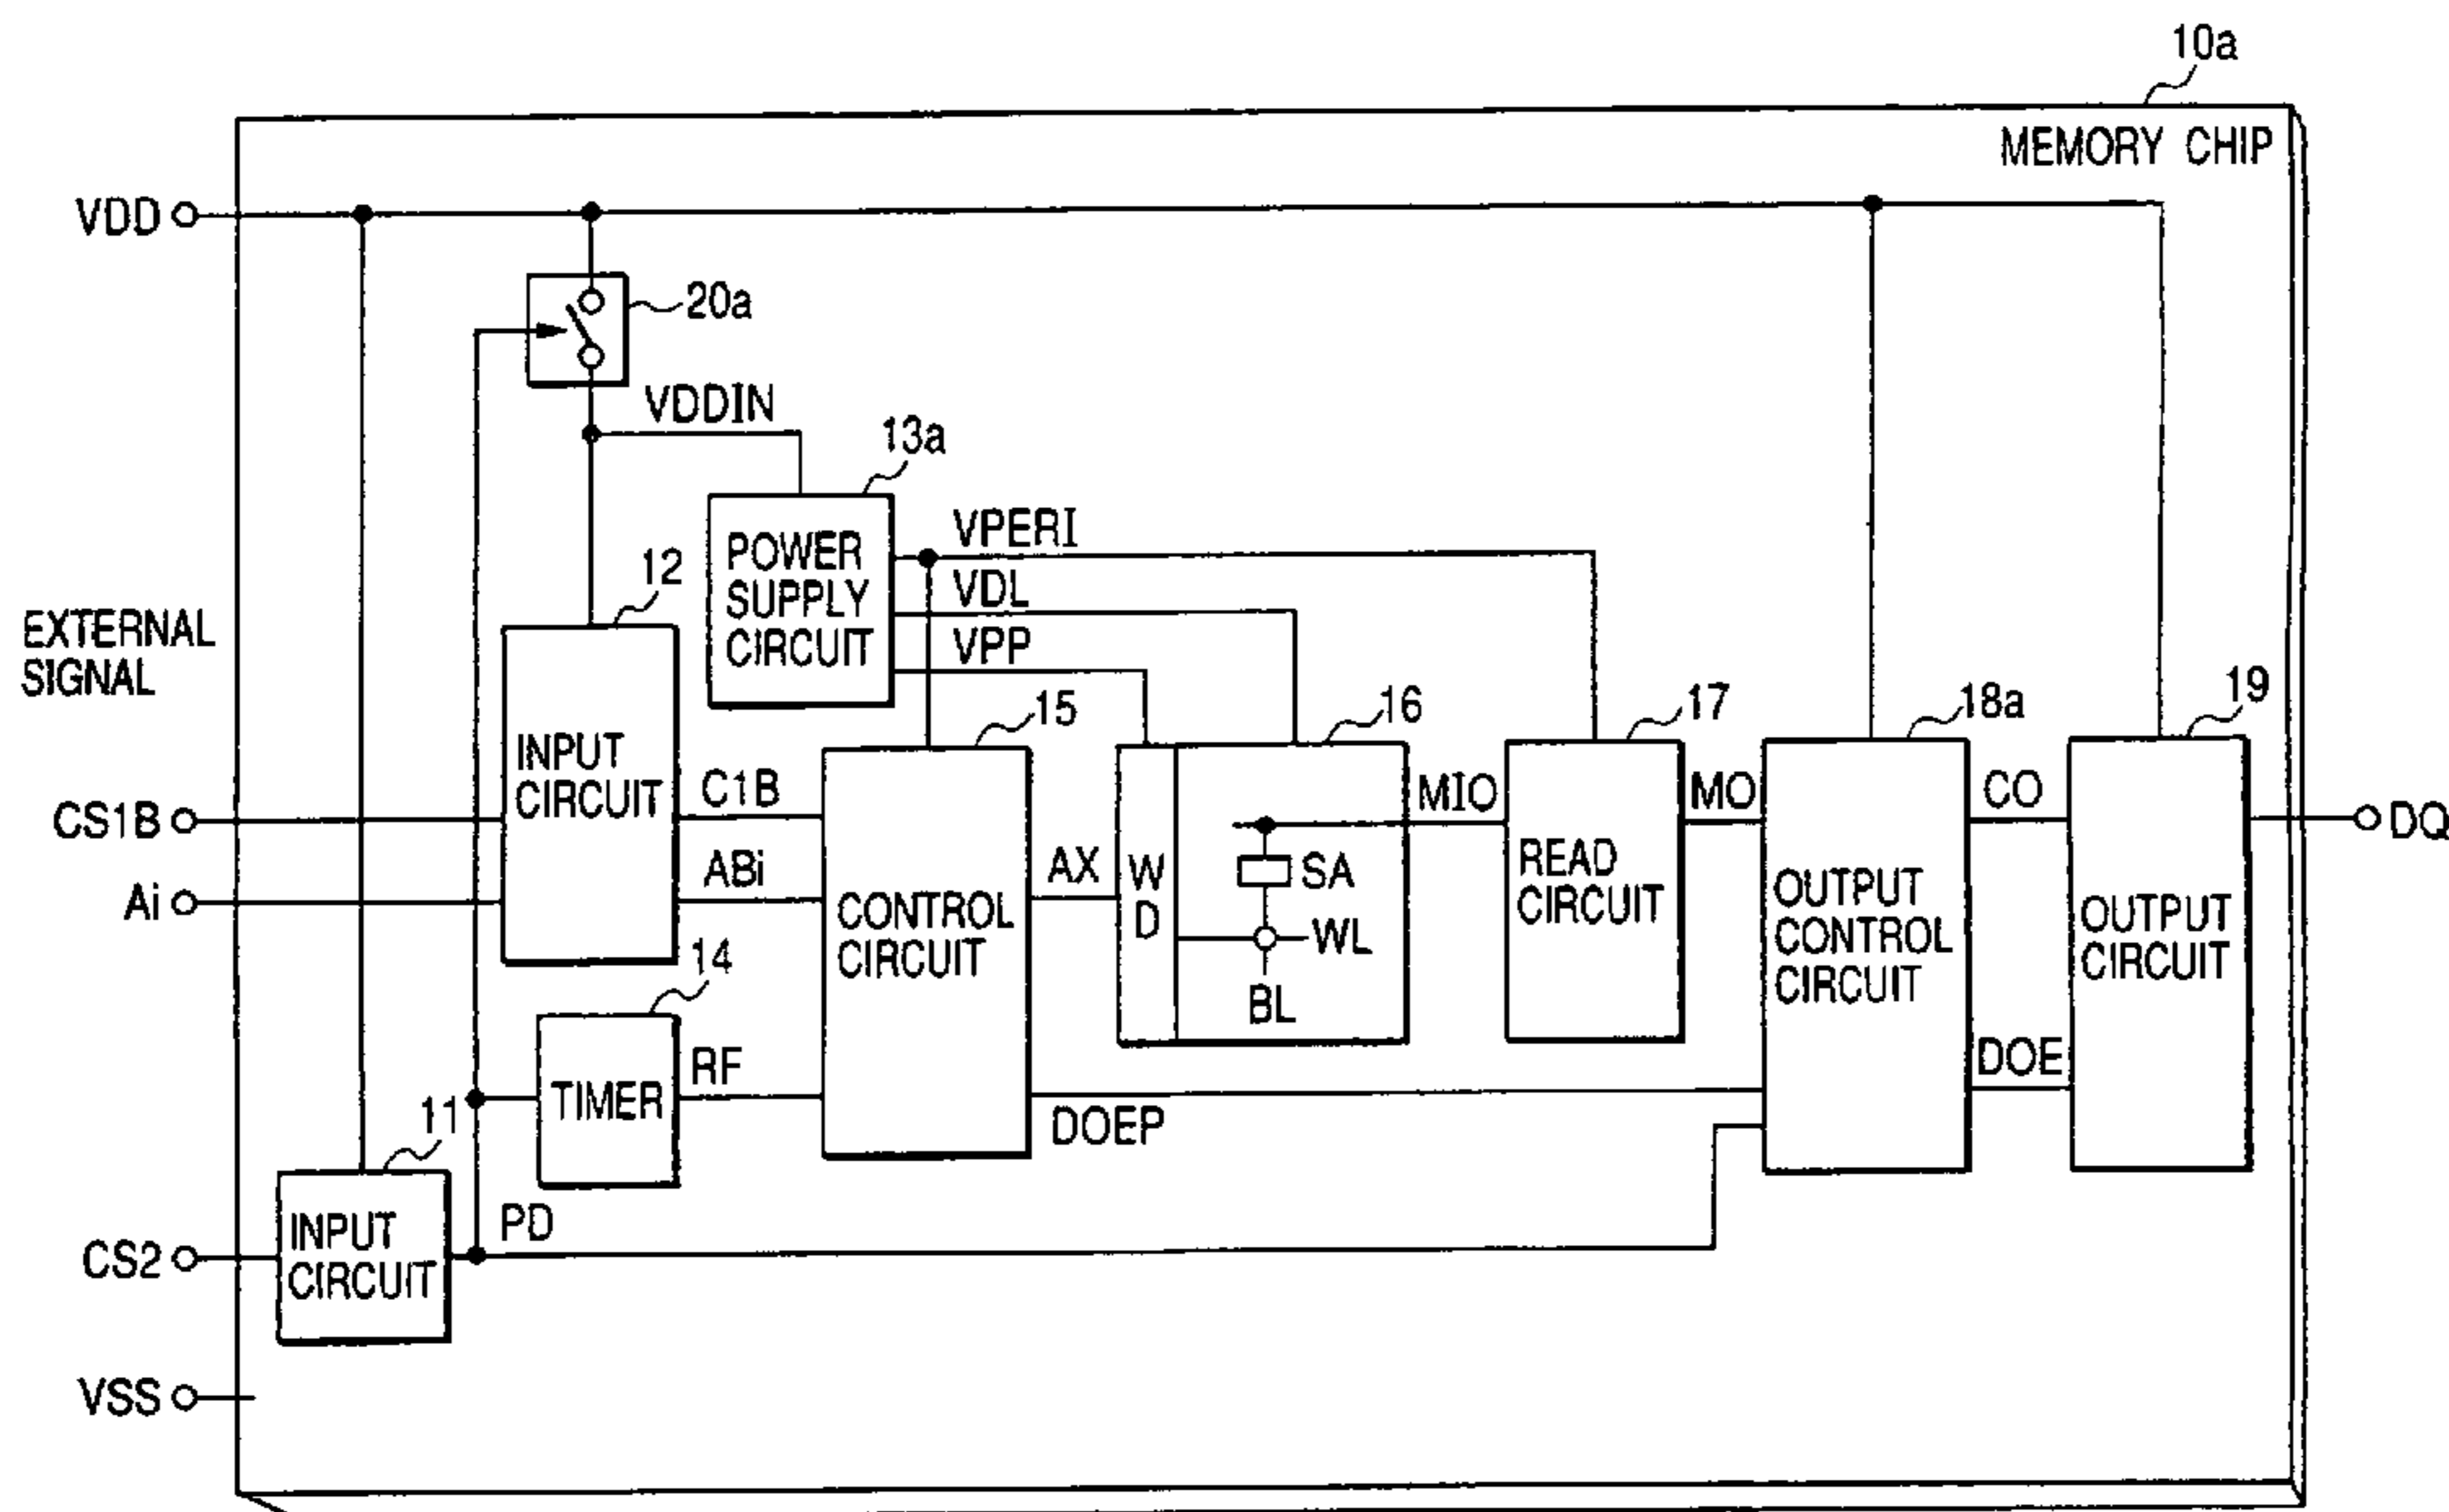 10a
MEMORY CHIP
VDD
20a
VDDIN
13a
POWER
SUPPLY
CIRCUIT
VPERI
VDL
VPP
12
EXTERNAL
SIGNAL
INPUT
CIRCUIT
15
16
17
18a
19
CS1B
C1B
Ai
ABi
CONTROL
CIRCUIT
AX
W
D
SA
WL
BL
MIO
READ
CIRCUIT
MO
OUTPUT
CONTROL
CIRCUIT
CO
OUTPUT
CIRCUIT
DQ
14
TIMER
RF
DOEP
DOE
11
INPUT
CIRCUIT
CS2
PD
VSS